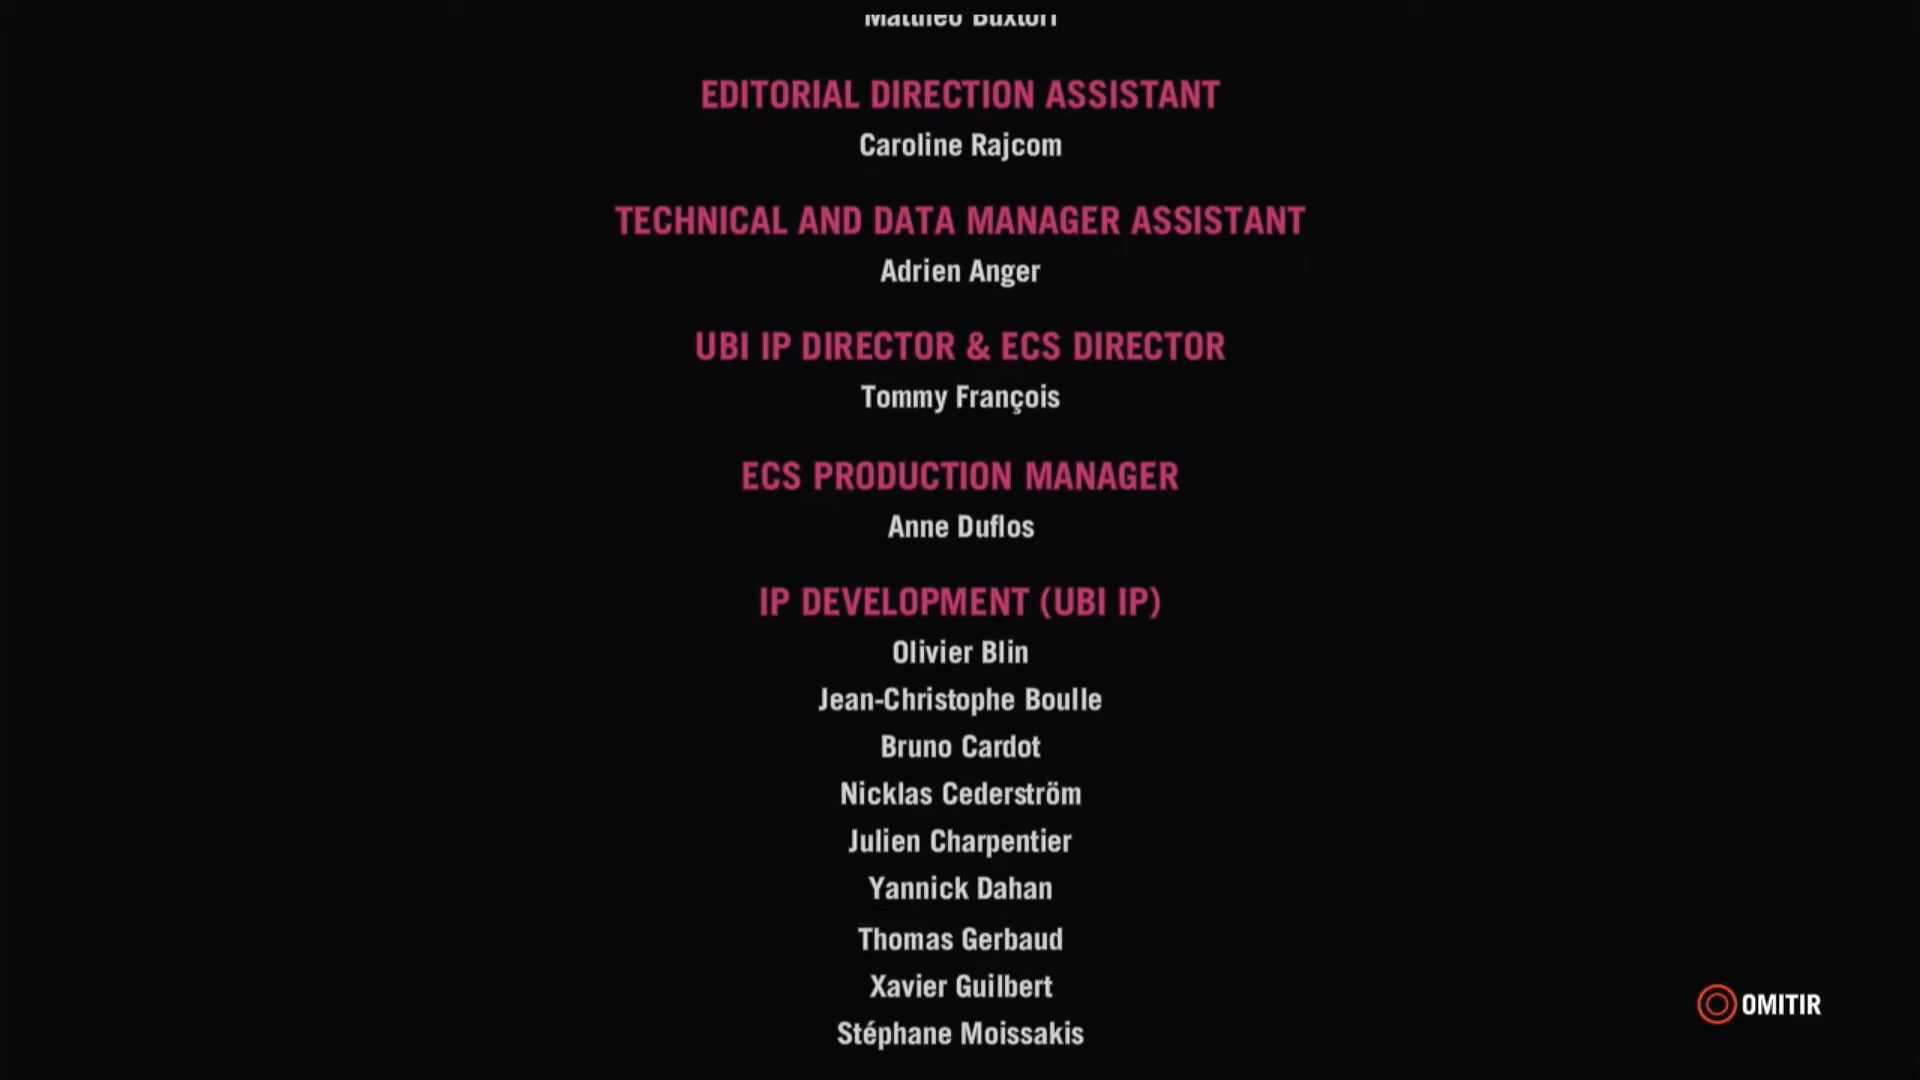 EDITORIAL DIRECTION ASSISTANT
Caroline Rajcom
TECHNICAL AND DATA MANAGER ASSISTANT
Adrien Anger
UBI IP DIRECTOR & ECS DIRECTOR
Tommy François
ECS PRODUCTION MANAGER
Anne Duflos
IP DEVELOPMENT (UBI IP)
Olivier Blin
Jean-Christophe Boulle
Bruno Cardot
Nicklas Cederström
Julien Charpentier
Yannick Dahan
Thomas Gerbaud
Xavier Guilbert
Stéphane Moissakis
OMITIR